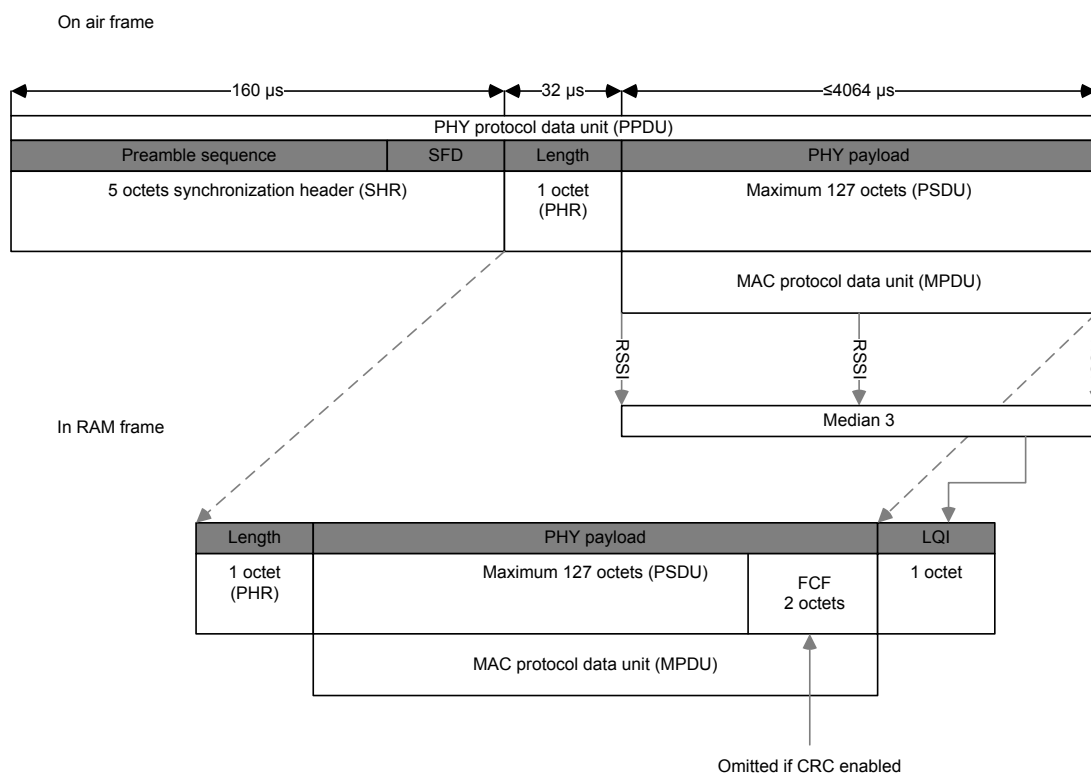 On air frame
160 µs
32 µs
≤4064 µs
PHY protocol data unit (PPDU)
Preamble sequence
SFD
Length
PHY payload
5 octets synchronization header (SHR)
1 octet
(PHR)
Maximum 127 octets (PSDU)
MAC protocol data unit (MPDU)
RSSI
RSSI
In RAM frame
Median 3
Length
PHY payload
LQI
1 octet
(PHR)
Maximum 127 octets (PSDU)
FCF
2 octets
1 octet
MAC protocol data unit (MPDU)
Omitted if CRC enabled